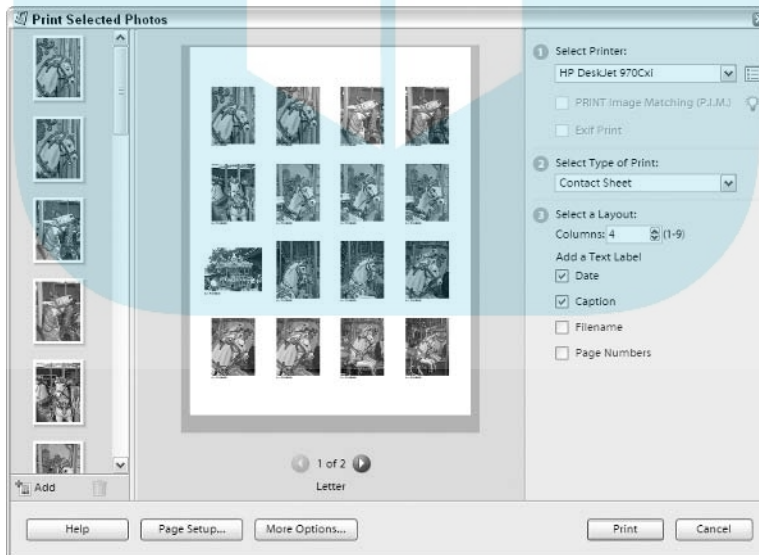 Print Selected Photos
1 Select Printer:
HP DeskJet 970Cxi
PRINT Image Matching (P.I.M.)
Exif Print
2 Select Type of Print:
Contact Sheet
3 Select a Layout:
Columns: 4 (1-9)
Add a Text Label
Date
Caption
Filename
Page Numbers
1 of 2
Letter
Add
Help
Page Setup...
More Options...
Print
Cancel